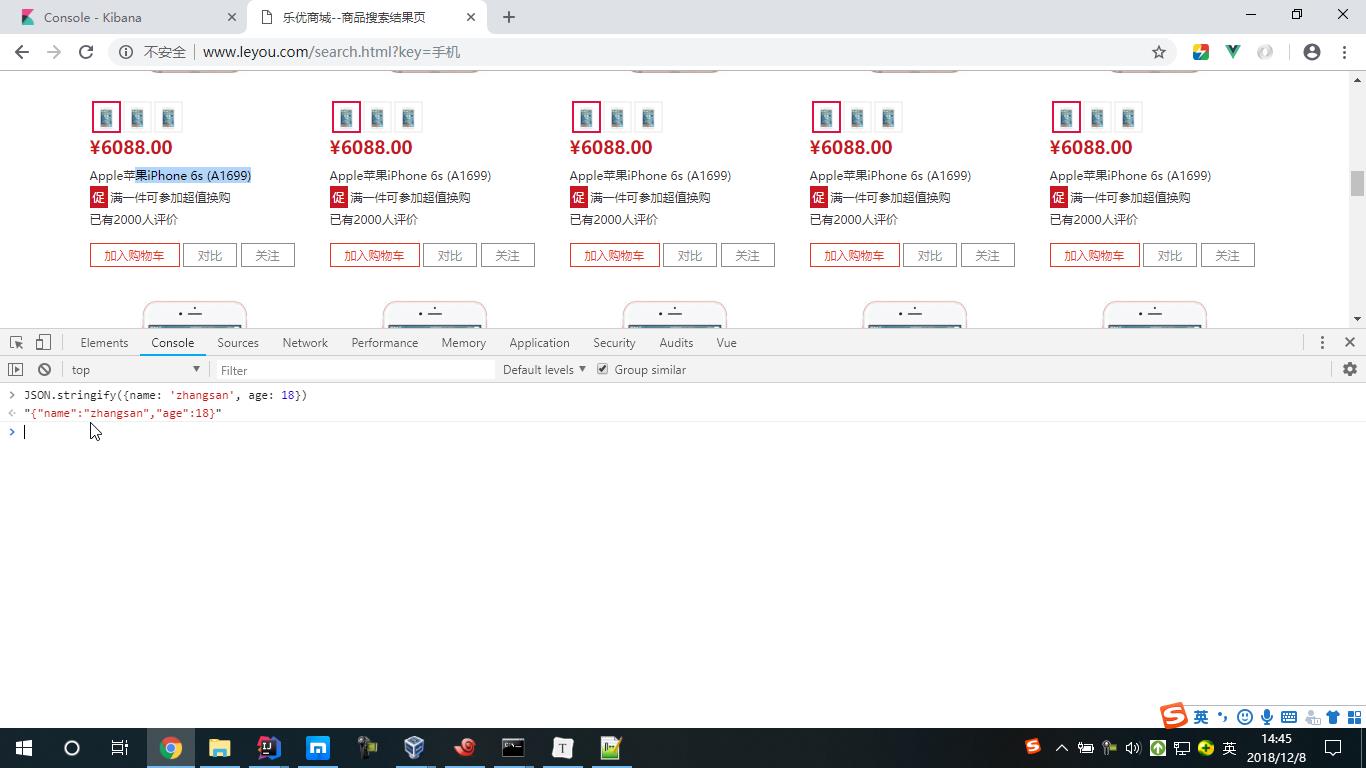 Console - Kibana
乐优商城--商品搜索结果页
不安全 | www.leyou.com/search.html?key=手机
¥6088.00 ¥6088.00 ¥6088.00 ¥6088.00 ¥6088.00
Apple苹果iPhone 6s (A1699) Apple苹果iPhone 6s (A1699) Apple苹果iPhone 6s (A1699) Apple苹果iPhone 6s (A1699) Apple苹果iPhone 6s (A1699)
促 满一件可参加超值换购 促 满一件可参加超值换购 促 满一件可参加超值换购 促 满一件可参加超值换购 促 满一件可参加超值换购
已有2000人评价 已有2000人评价 已有2000人评价 已有2000人评价 已有2000人评价
加入购物车 对比 关注 加入购物车 对比 关注 加入购物车 对比 关注 加入购物车 对比 关注 加入购物车 对比 关注
Elements Console Sources Network Performance Memory Application Security Audits Vue
top Filter Default levels Group similar
JSON.stringify({name: 'zhangsan', age: 18})
"{"name":"zhangsan","age":18}"
英
英 14:45
2018/12/8